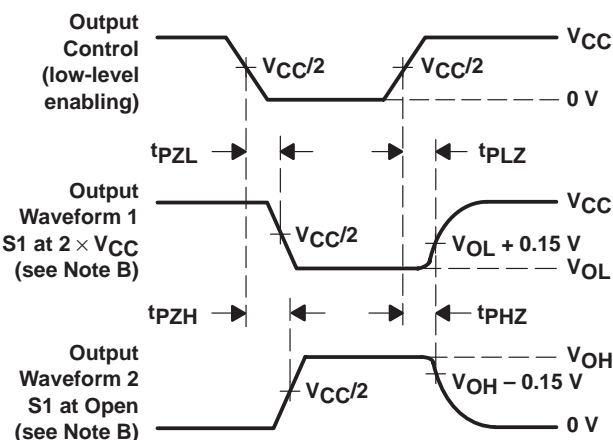 Output
Control
(low-level
enabling)
VCC/2
VCC/2
VCC
0 V
tPZL
tPLZ
Output
Waveform 1
S1 at 2 × VCC
(see Note B)
VCC/2
VCC
VOL + 0.15 V
VOL
tPZH
tPHZ
Output
Waveform 2
S1 at Open
(see Note B)
VCC/2
VOH
VOH − 0.15 V
0 V